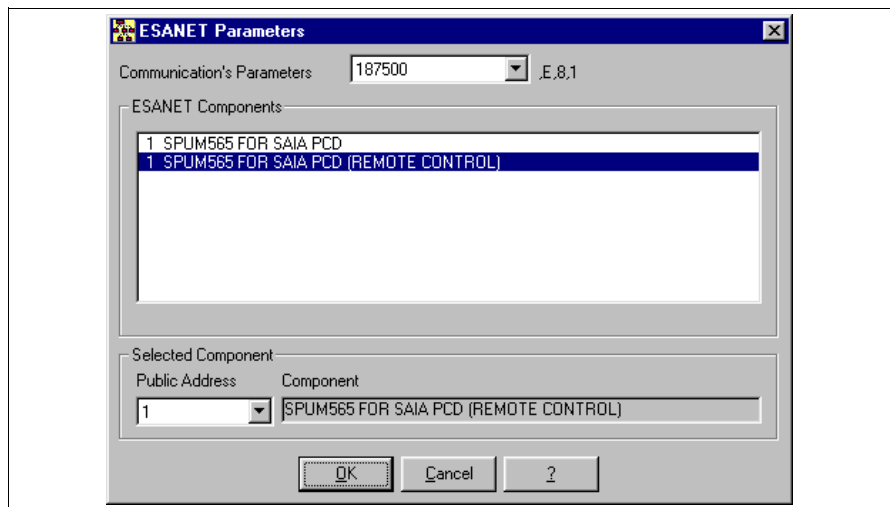 ESANET Parameters
Communication's Parameters 187500 ,E,8,1
ESANET Components
1 SPUM565 FOR SAIA PCD
1 SPUM565 FOR SAIA PCD (REMOTE CONTROL)
Selected Component
Public Address Component
1 SPUM565 FOR SAIA PCD (REMOTE CONTROL)
OK Cancel ?